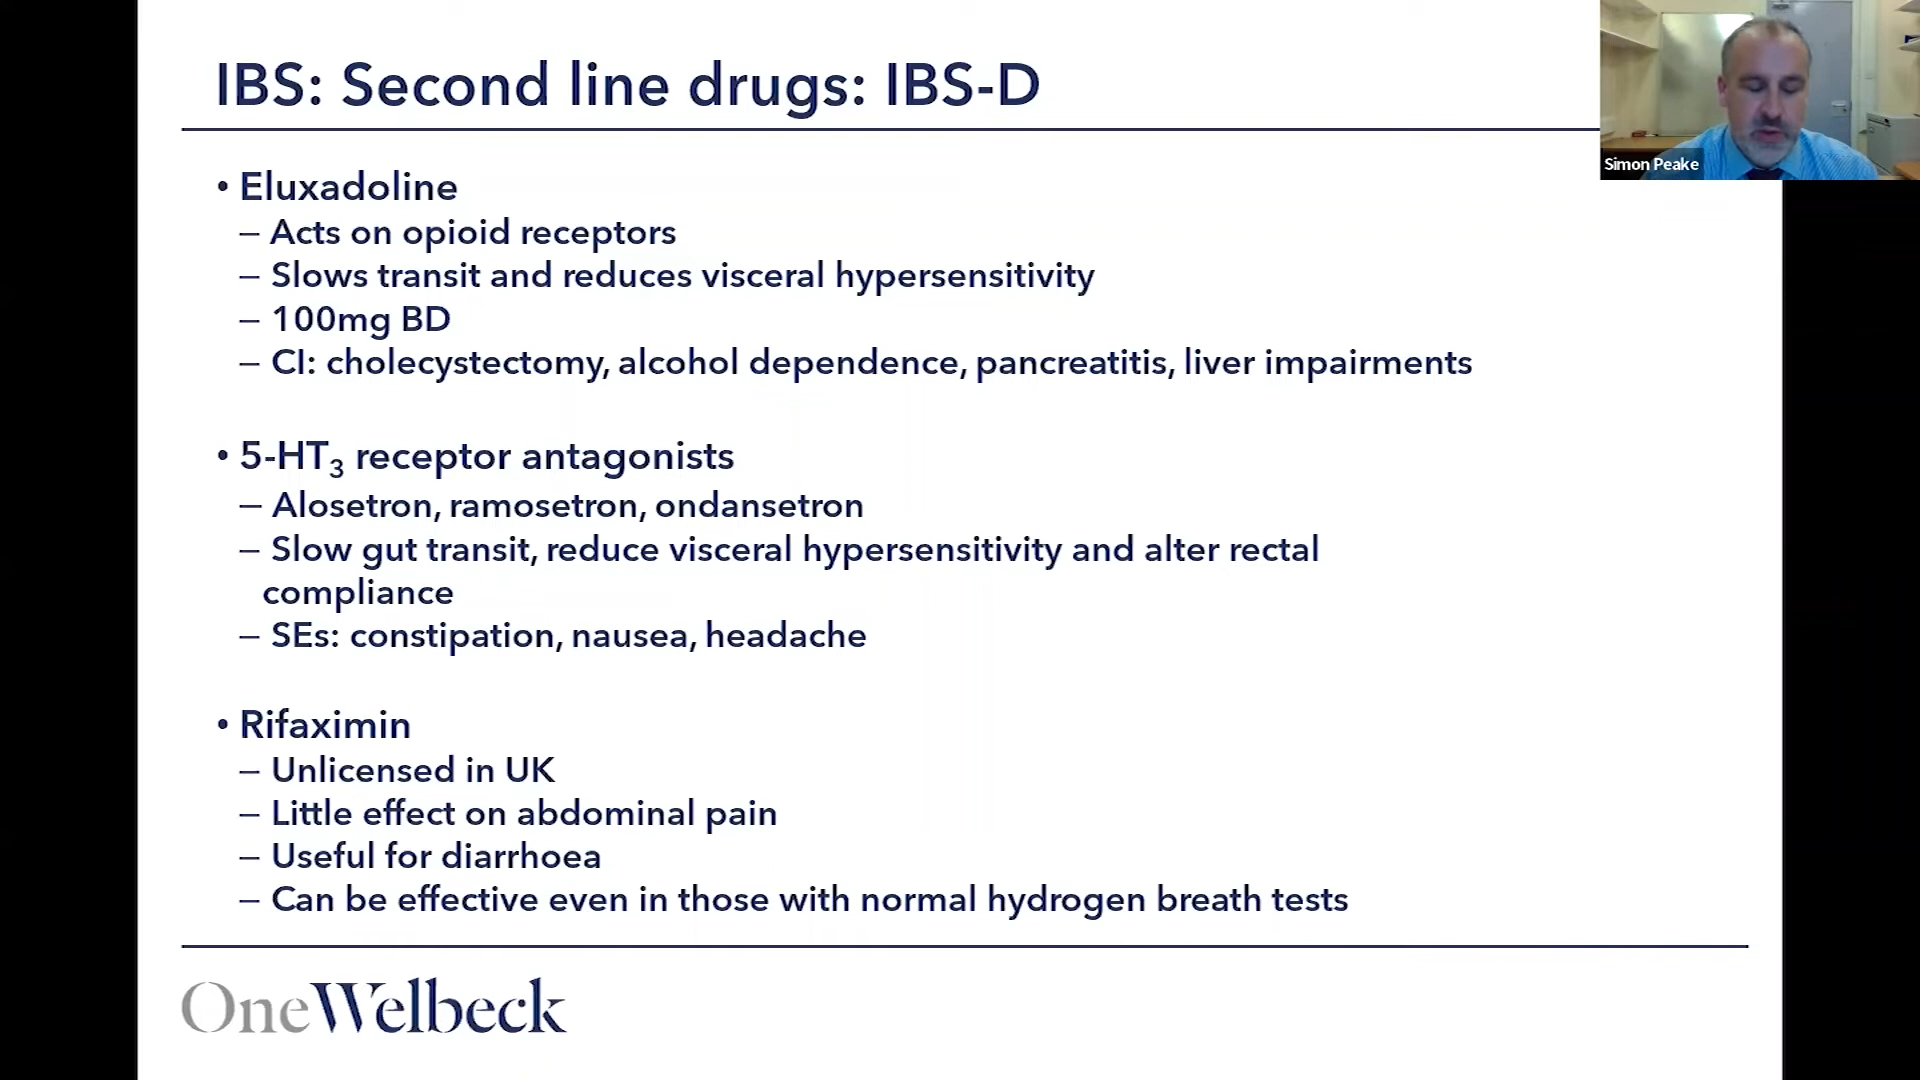 IBS: Second line drugs: IBS-D
Simon Peake
• Eluxadoline
– Acts on opioid receptors
– Slows transit and reduces visceral hypersensitivity
– 100mg BD
– CI: cholecystectomy, alcohol dependence, pancreatitis, liver impairments
• 5-HT₃ receptor antagonists
– Alosetron, ramosetron, ondansetron
– Slow gut transit, reduce visceral hypersensitivity and alter rectal
compliance
– SEs: constipation, nausea, headache
• Rifaximin
– Unlicensed in UK
– Little effect on abdominal pain
– Useful for diarrhoea
– Can be effective even in those with normal hydrogen breath tests
OneWelbeck